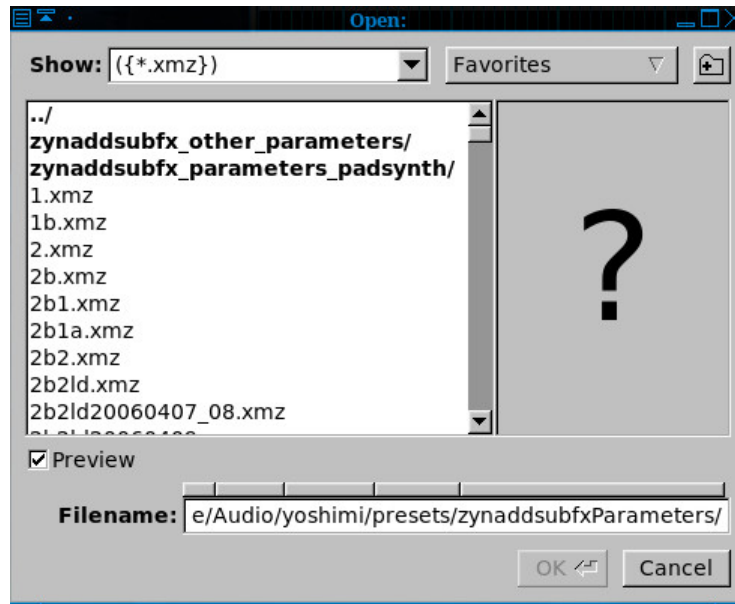 Open:
Show: ({*.xmz}) Favorites
../
zynaddsubfx_other_parameters/
zynaddsubfx_parameters_padsynth/
1.xmz
1b.xmz
2.xmz
2b.xmz
2b1.xmz
2b1a.xmz
2b2.xmz
2b2ld.xmz
2b2ld20060407_08.xmz
?
Preview
Filename: e/Audio/yoshimi/presets/zynaddsubfxParameters/
OK Cancel